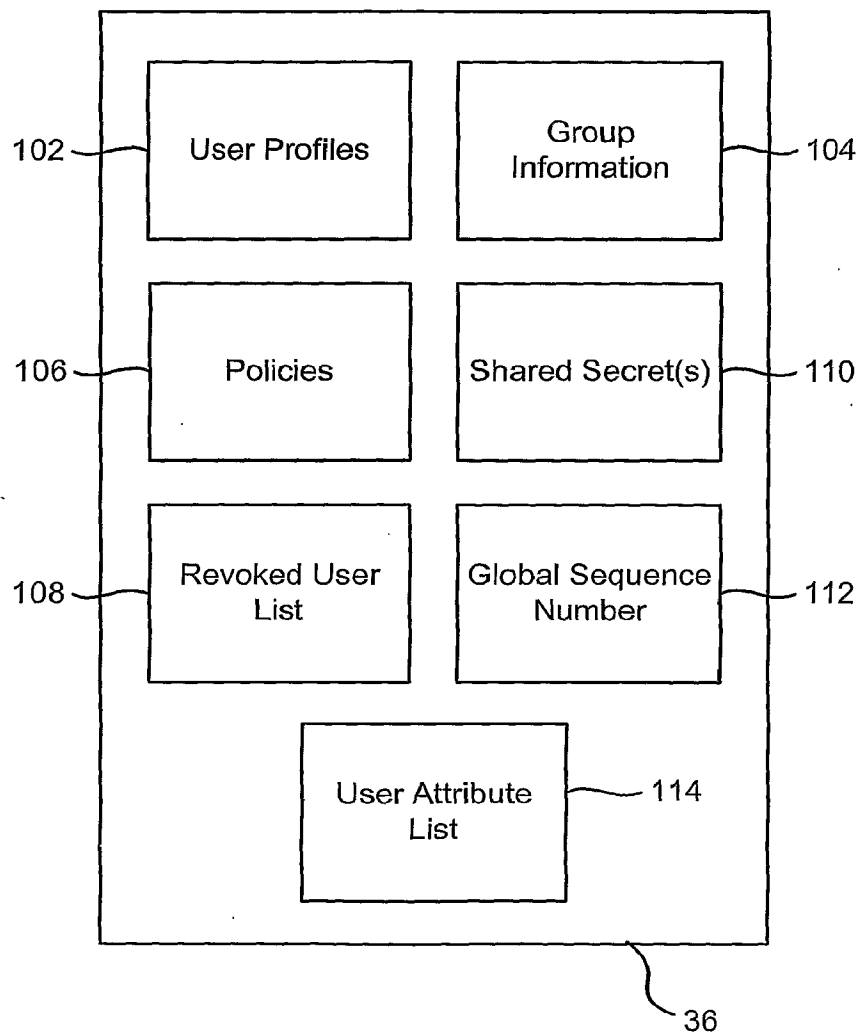 102
User Profiles
Group
Information
104
106
Policies
Shared Secret(s)
110
108
Revoked User
List
Global Sequence
Number
112
User Attribute
List
114
36